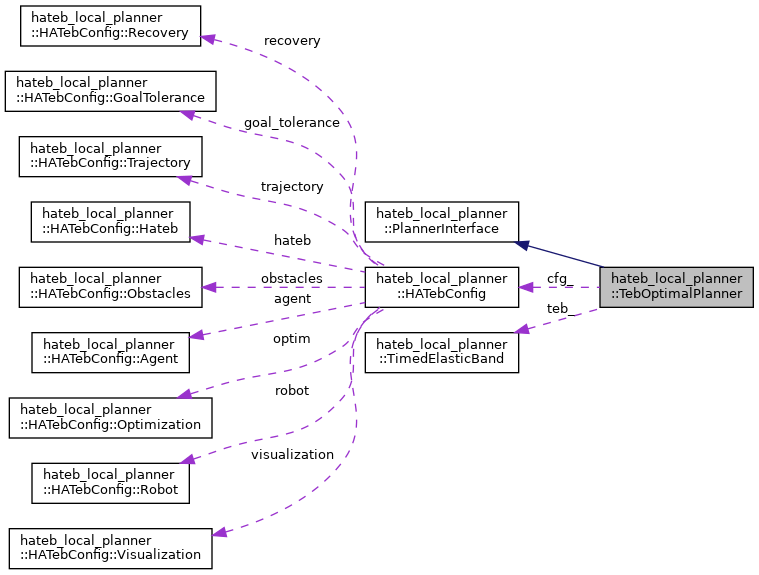 hateb_local_planner
::HATebConfig::Recovery
recovery
hateb_local_planner
::HATebConfig::GoalTolerance
goal_tolerance
hateb_local_planner
::HATebConfig::Trajectory
trajectory
hateb_local_planner
::HATebConfig::Hateb
hateb
hateb_local_planner
::PlannerInterface
hateb_local_planner
::HATebConfig::Obstacles
obstacles
hateb_local_planner
::HATebConfig
cfg_
hateb_local_planner
::TebOptimalPlanner
agent
hateb_local_planner
::HATebConfig::Agent
teb_
hateb_local_planner
::TimedElasticBand
optim
hateb_local_planner
::HATebConfig::Optimization
robot
hateb_local_planner
::HATebConfig::Robot
visualization
hateb_local_planner
::HATebConfig::Visualization